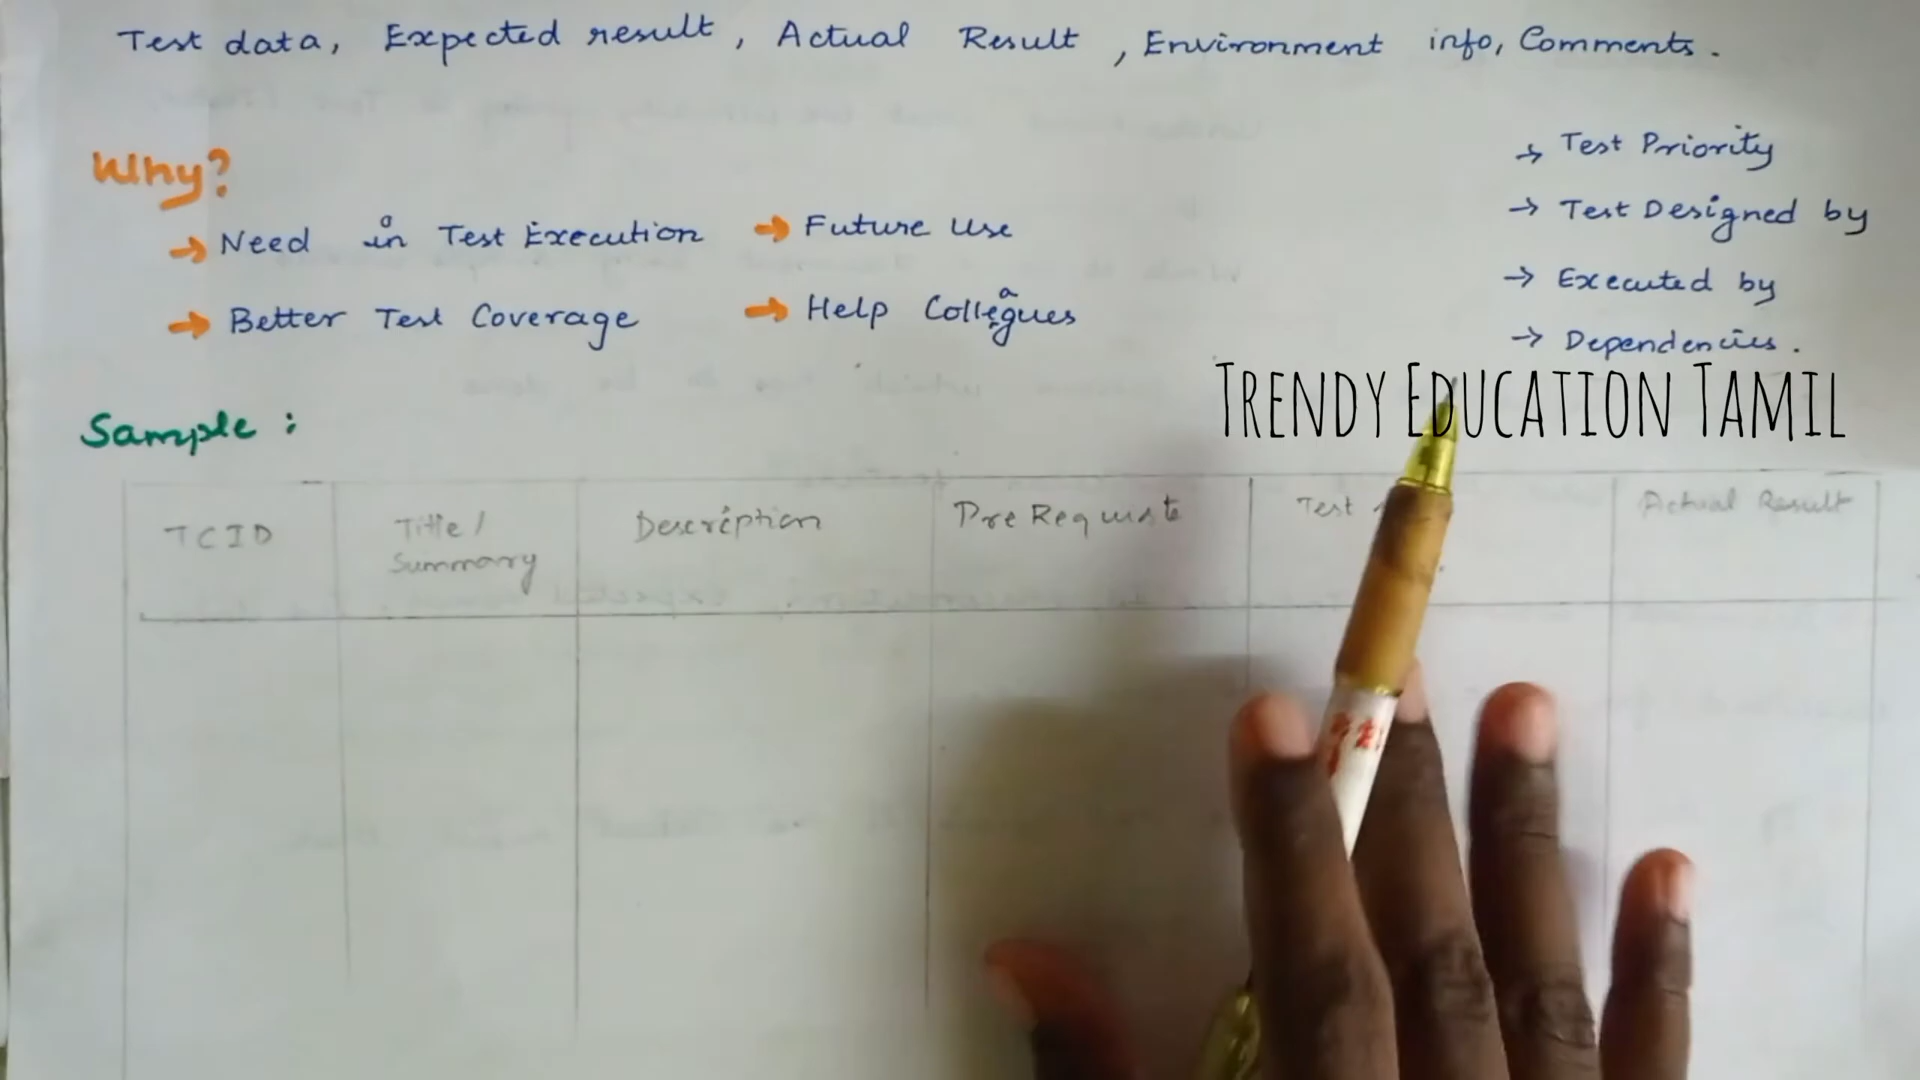 Test data, Expected result, Actual Result, Environment info, Comments.
Why?
→ Need in Test Execution
→ Future Use
→ Better Test Coverage
→ Help Collegues
→ Test Priority
→ Test Designed by
→ Executed by
→ Dependencies.
TRENDY EDUCATION TAMIL
Sample :
TCID
Title /
Summary
Description
Pre Requiste
Test
Actual Result